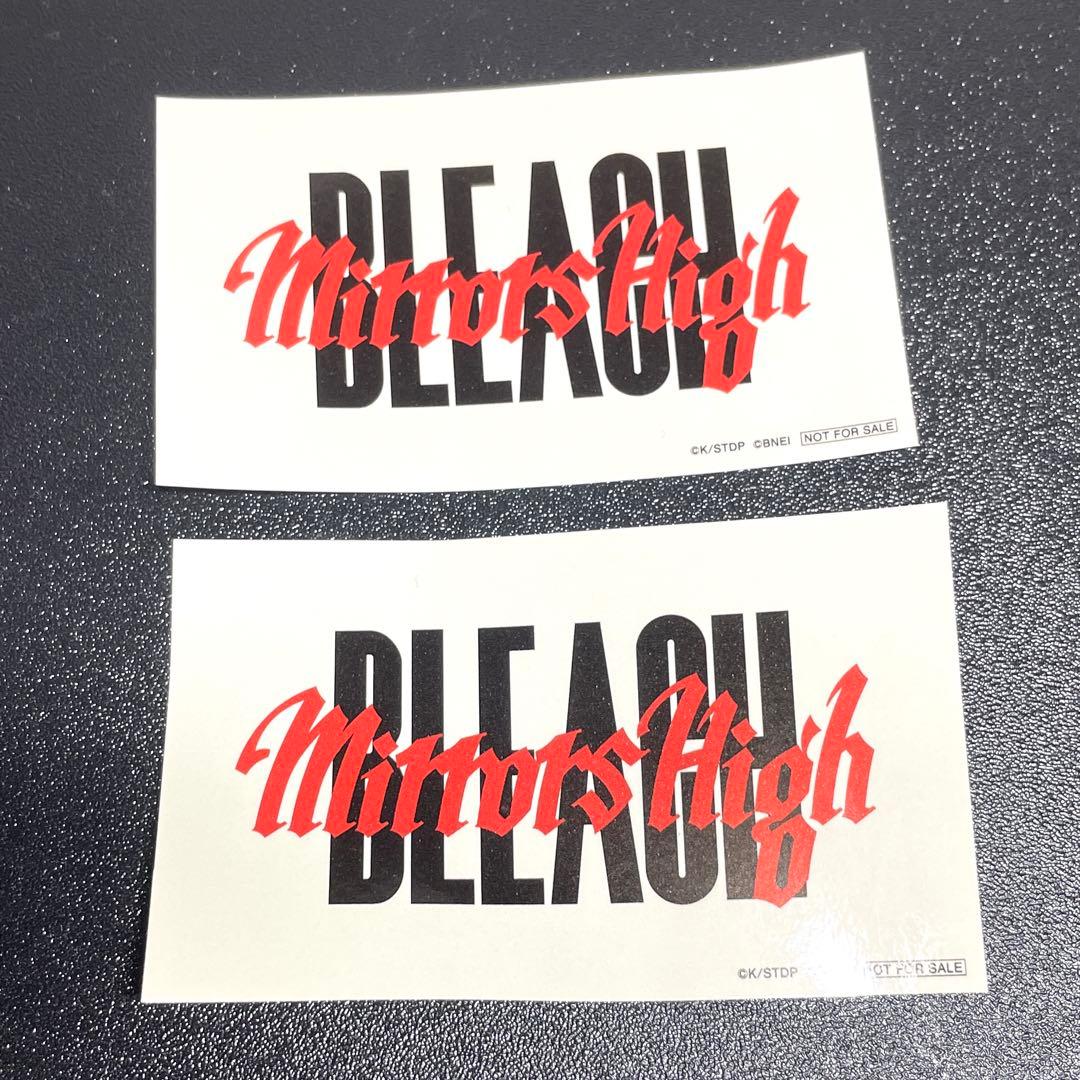 BLEACH
Mirrors High
©K/STDP ©BNEI NOT FOR SALE
BLEACH
Mirrors High
©K/STDP NOT FOR SALE